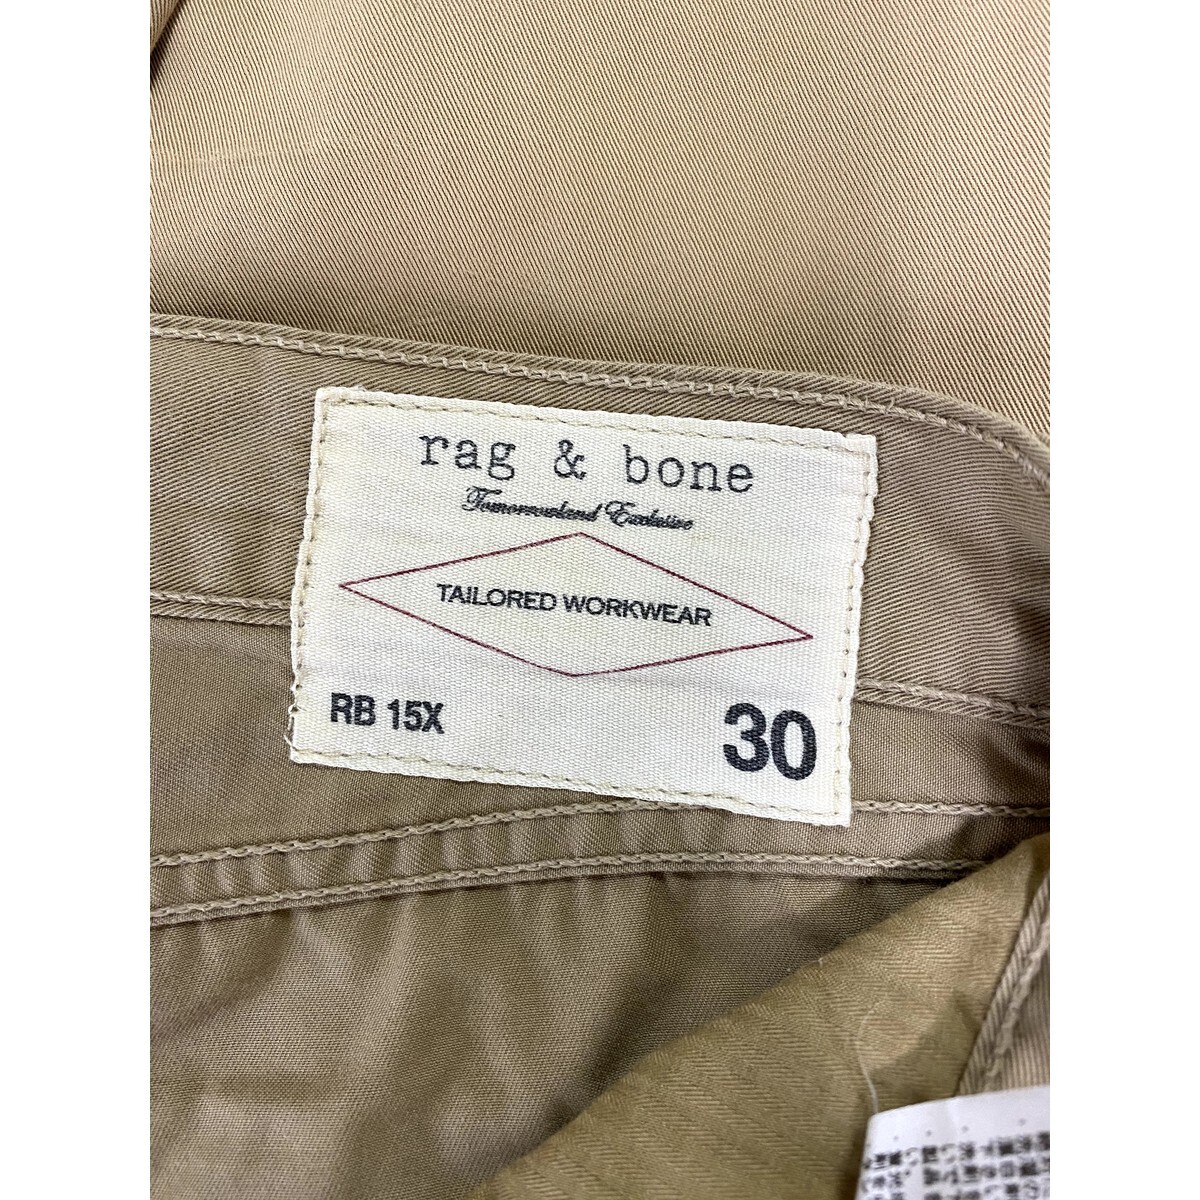 rag & bone
Tomorrowland Exclusive
TAILORED WORKWEAR
RB 15X
30